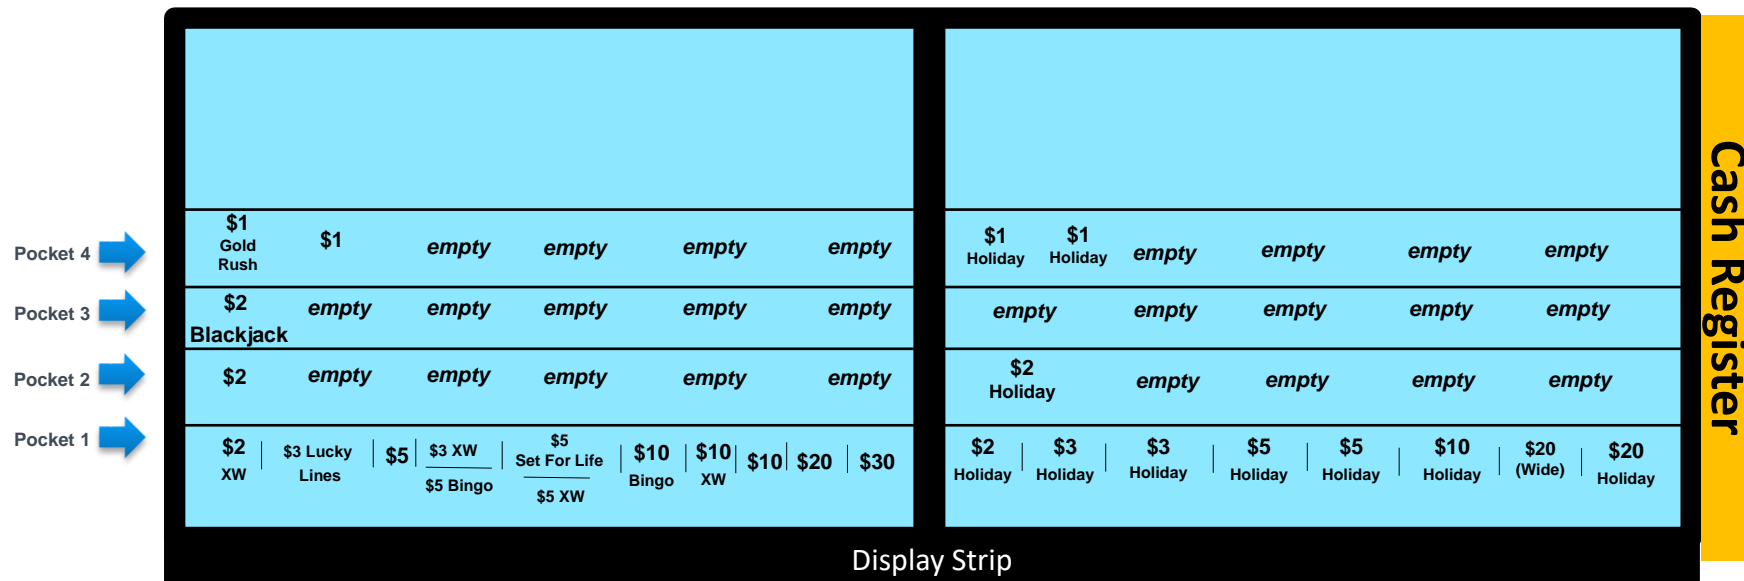 Pocket 4
$1
Gold
Rush
$1
empty
empty
empty
empty
$1
Holiday
$1
Holiday
empty
empty
empty
empty
Pocket 3
$2
Blackjack
empty
empty
empty
empty
empty
empty
empty
empty
empty
empty
Pocket 2
$2
empty
empty
empty
empty
empty
$2
Holiday
empty
empty
empty
empty
Pocket 1
$2
XW
$3 Lucky
Lines
$5
$3 XW
$5 Bingo
$5
Set For Life
$5 XW
$10
Bingo
$10
XW
$10
$20
$30
$2
Holiday
$3
Holiday
$3
Holiday
$5
Holiday
$5
Holiday
$10
Holiday
$20
(Wide)
$20
Holiday
Cash Register
Display Strip